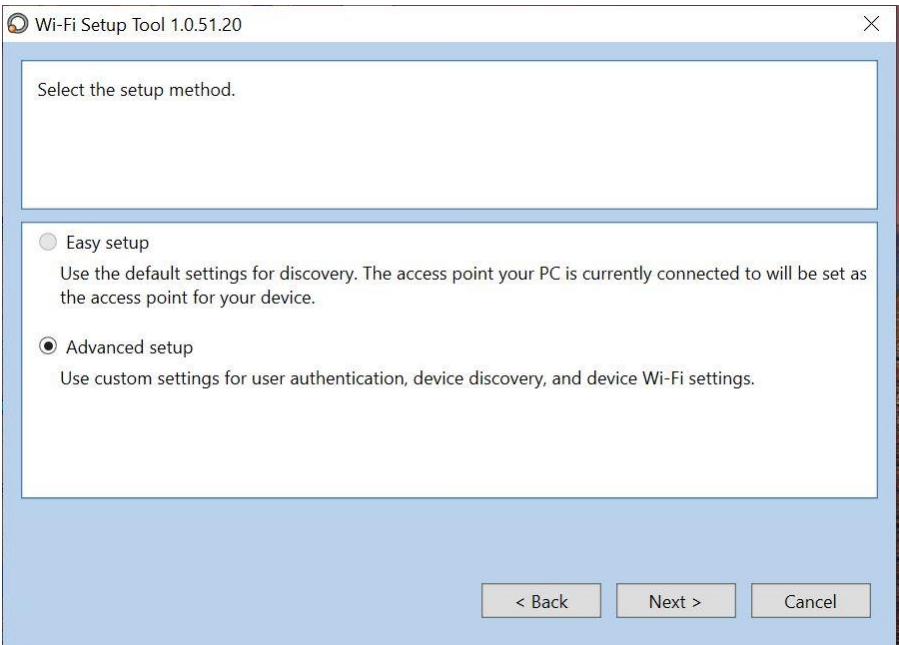 Wi-Fi Setup Tool 1.0.51.20
Select the setup method.
Easy setup
Use the default settings for discovery. The access point your PC is currently connected to will be set as
the access point for your device.
Advanced setup
Use custom settings for user authentication, device discovery, and device Wi-Fi settings.
< Back
Next >
Cancel